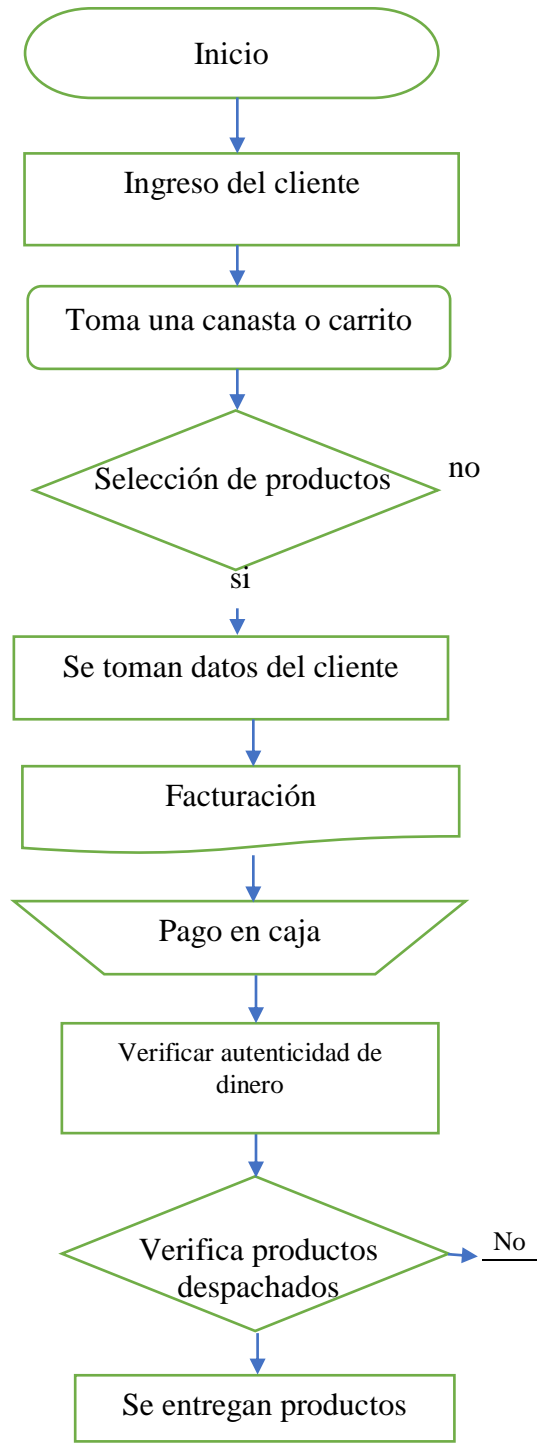 Inicio
Ingreso del cliente
Toma una canasta o carrito
Selección de productos
no
si
Se toman datos del cliente
Facturación
Pago en caja
Verificar autenticidad de
dinero
Verifica productos
despachados
No
Se entregan productos